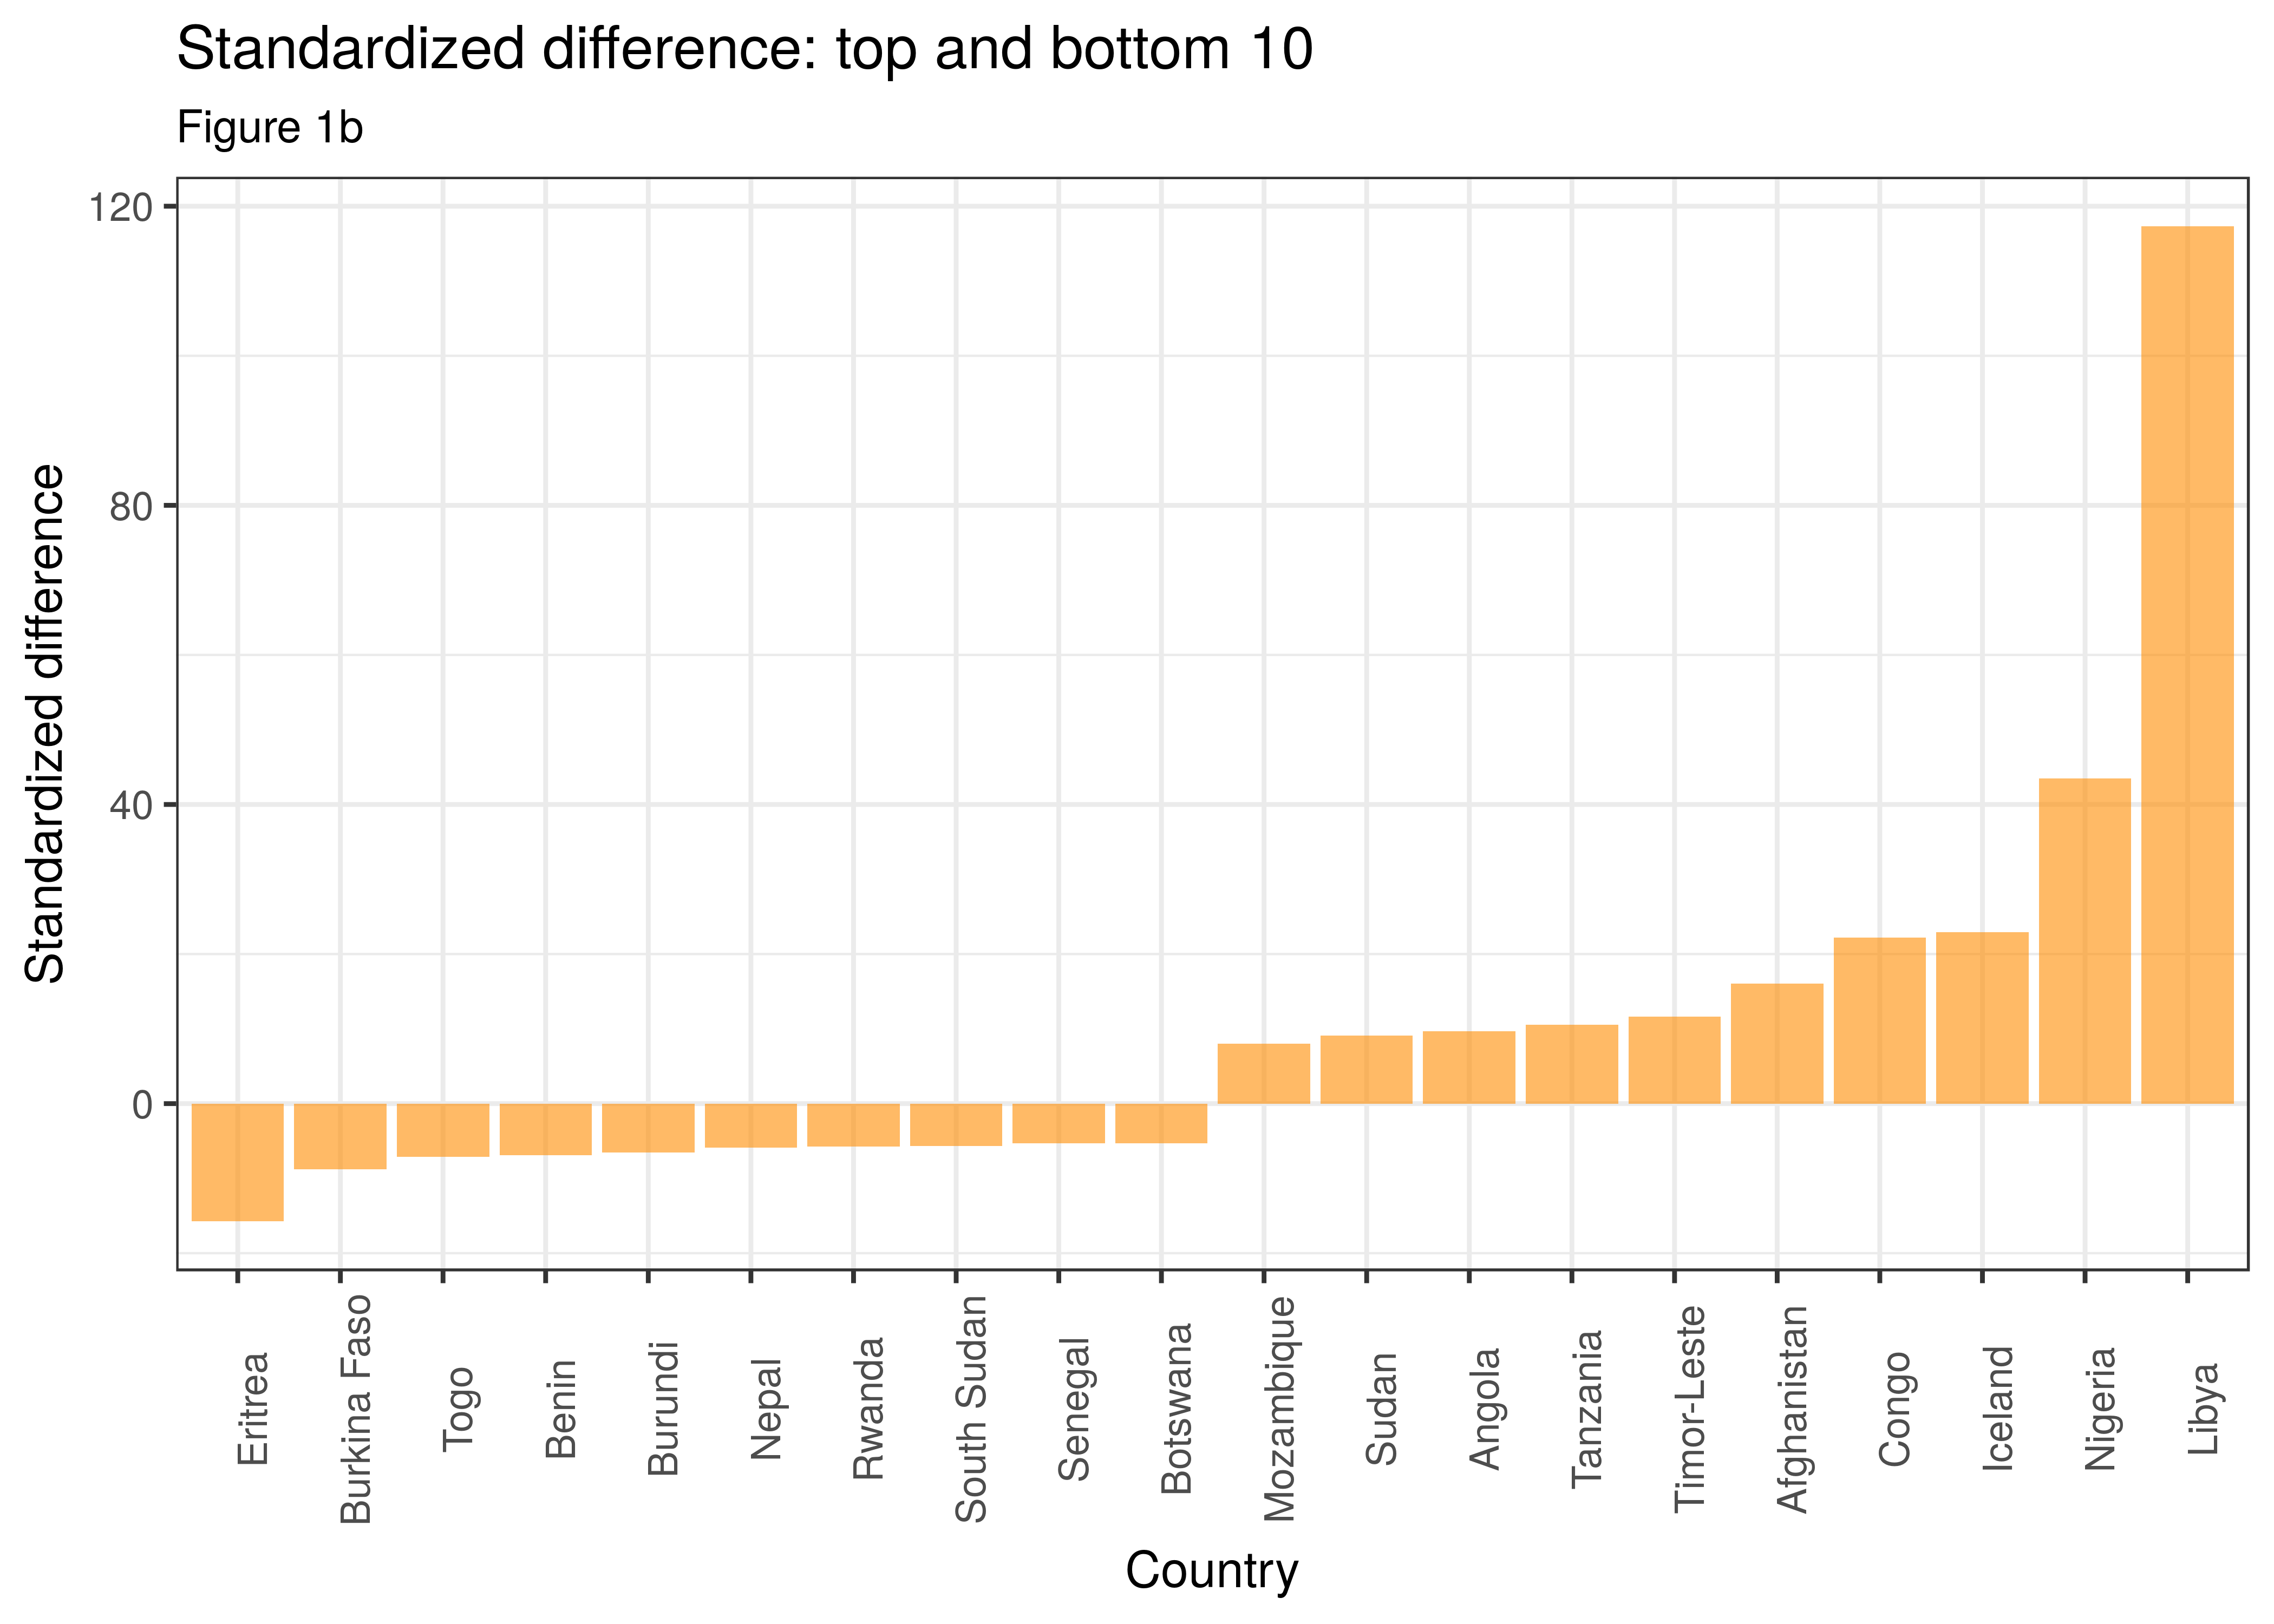 Standardized difference: top and bottom 10
Figure 1b
120
80
40
0
Standardized difference
Eritrea
Burkina Faso
Togo
Benin
Burundi
Nepal
Rwanda
South Sudan
Senegal
Botswana
Mozambique
Sudan
Angola
Tanzania
Timor-Leste
Afghanistan
Congo
Iceland
Nigeria
Libya
Country